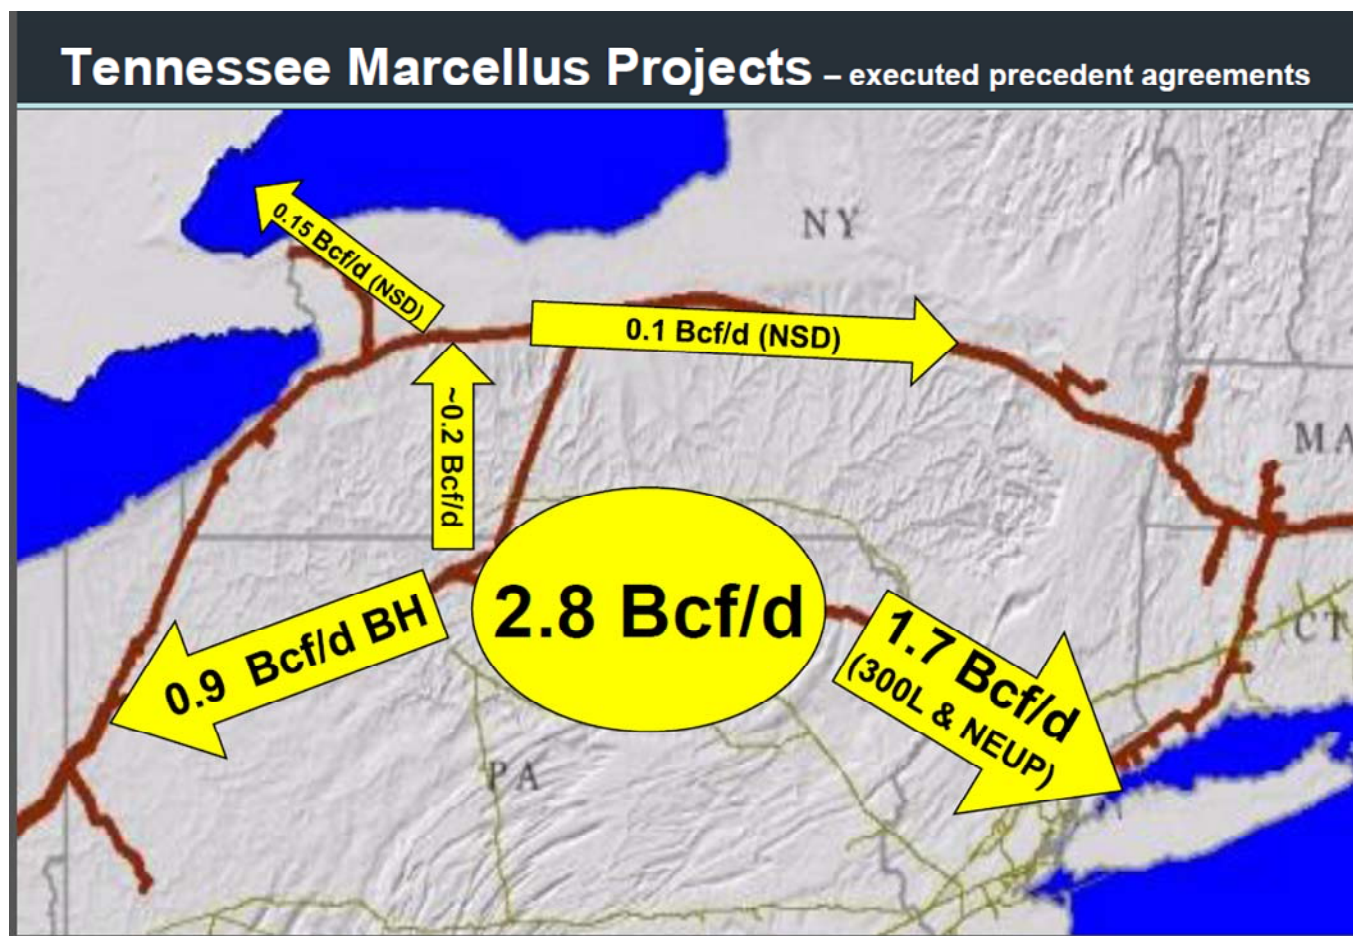 Tennessee Marcellus Projects – executed precedent agreements
NY
0.15 Bcf/d (NSD)
0.1 Bcf/d (NSD)
~0.2 Bcf/d
MA
2.8 Bcf/d
0.9 Bcf/d BH
1.7 Bcf/d
(300L & NEUP)
CT
PA